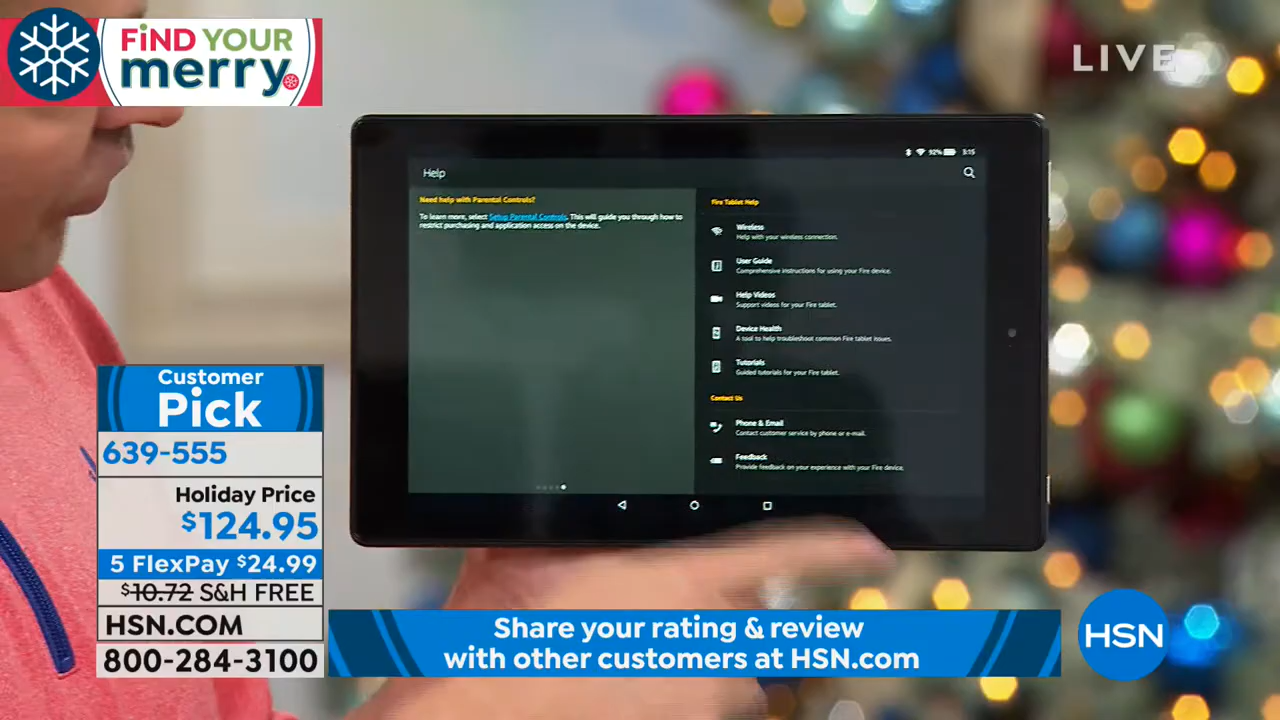 FiND YOUR
merry.
LIVE
92% 5:15
Help
Need help with Parental Controls?
To learn more, select Setup Parental Controls. This will guide you through how to
restrict purchasing and application access on the device.
Fire Tablet Help
Wireless
Help with your wireless connection.
User Guide
Comprehensive instructions for using your Fire device.
Help Videos
Support videos for your Fire tablet.
Device Health
A tool to help troubleshoot common Fire tablet issues.
Tutorials
Guided tutorials for your Fire tablet.
Contact Us
Phone & Email
Contact customer service by phone or e-mail.
Feedback
Provide feedback on your experience with your Fire device.
Customer
Pick
639-555
Holiday Price
$124.95
5 FlexPay $24.99
$10.72 S&H FREE
HSN.COM
800-284-3100
Share your rating & review
with other customers at HSN.com
HSN